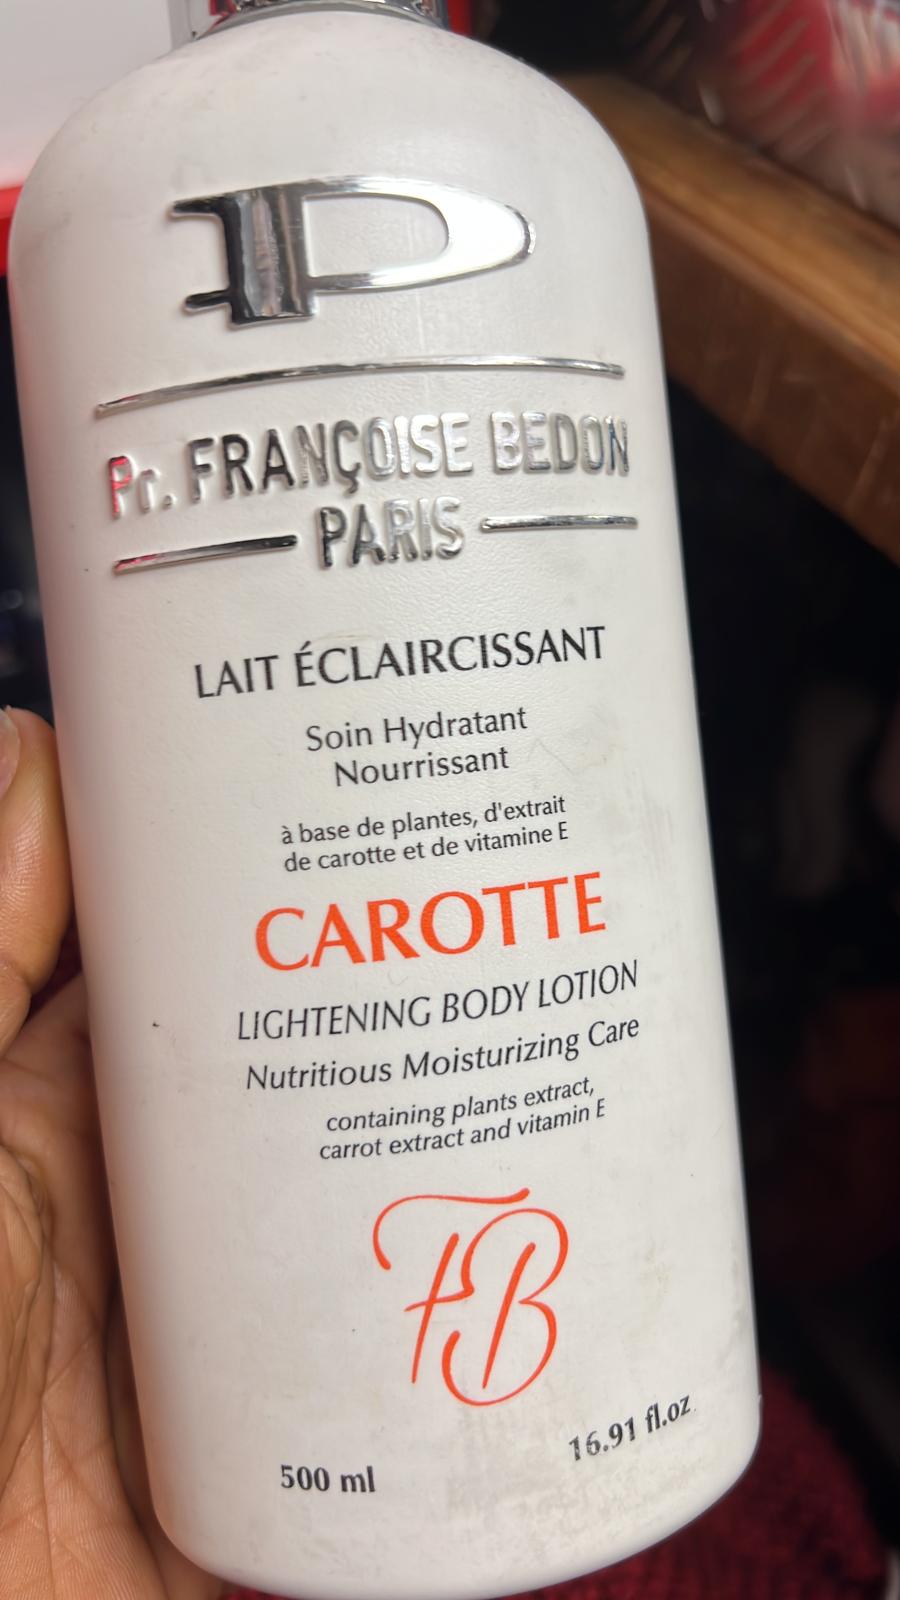 P
Pr. FRANÇOISE BEDON
PARIS
LAIT ÉCLAIRCISSANT
Soin Hydratant
Nourrissant
à base de plantes, d'extrait
de carotte et de vitamine E
CAROTTE
LIGHTENING BODY LOTION
Nutritious Moisturizing Care
containing plants extract,
carrot extract and vitamin E
FB
500 ml 16.91 fl.oz